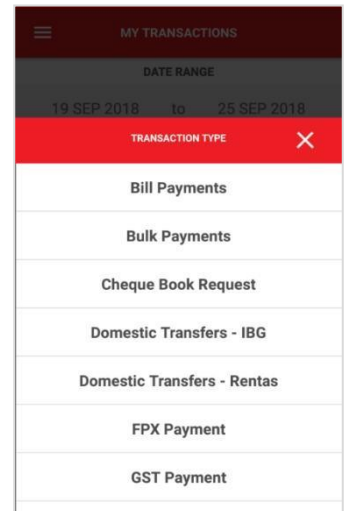 MY TRANSACTIONS
DATE RANGE
19 SEP 2018 to 25 SEP 2018
TRANSACTION TYPE
Bill Payments
Bulk Payments
Cheque Book Request
Domestic Transfers - IBG
Domestic Transfers - Rentas
FPX Payment
GST Payment